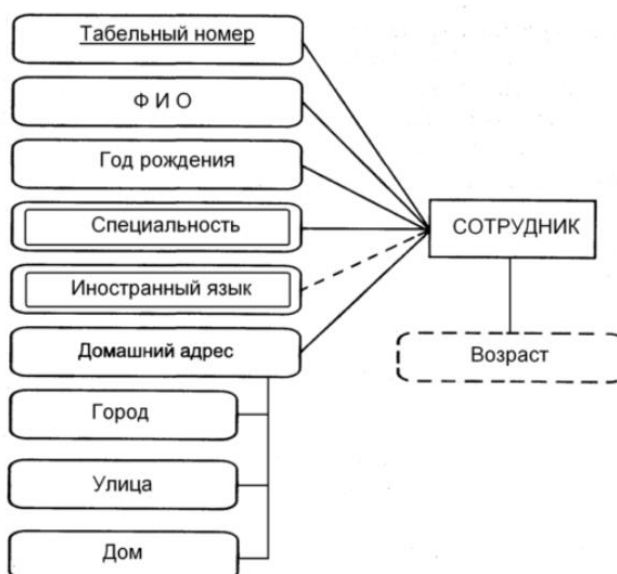 Табельный номер
Ф И О
Год рождения
Специальность
СОТРУДНИК
Иностранный язык
Домашний адрес
Возраст
Город
Улица
Дом